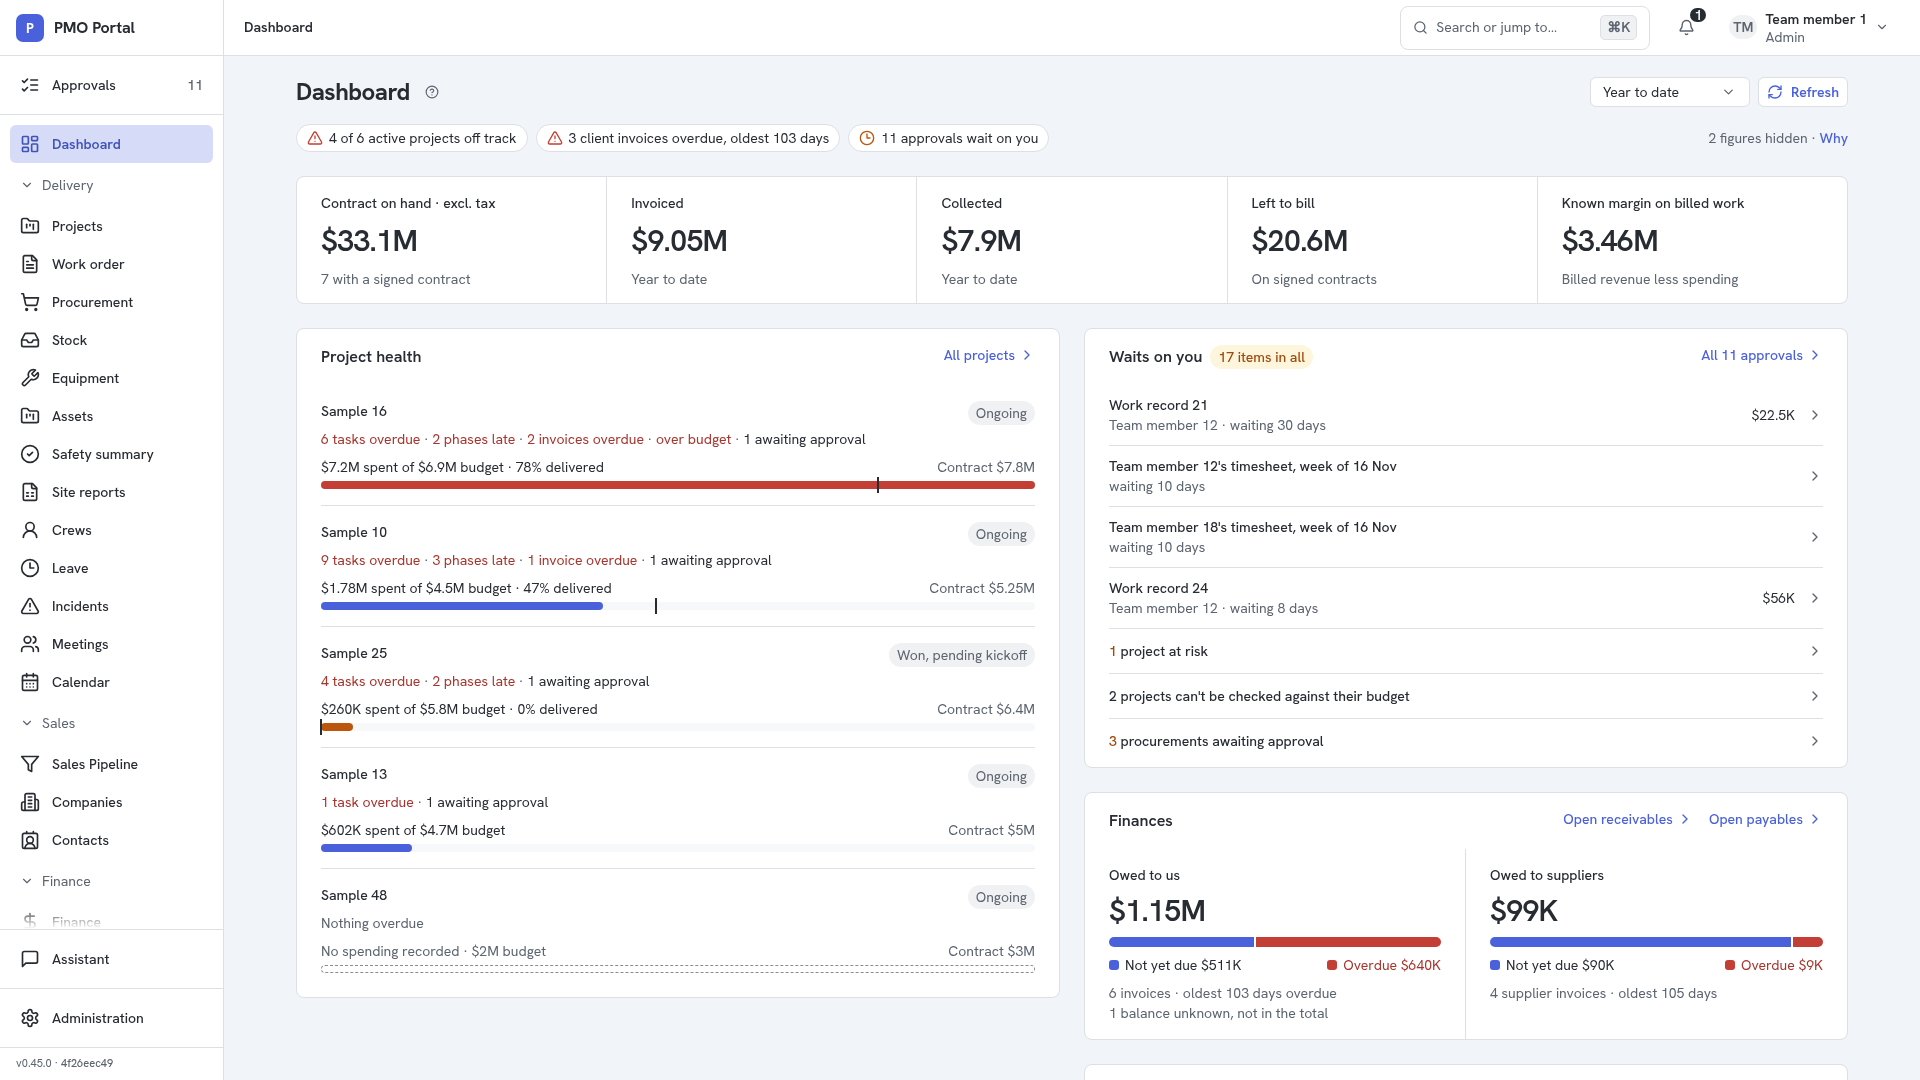 P PMO Portal
Dashboard
Search or jump to... ⌘K
1
TM
Team member 1
Admin
Approvals 11
Dashboard
Delivery
Projects
Work order
Procurement
Stock
Equipment
Assets
Safety summary
Site reports
Crews
Leave
Incidents
Meetings
Calendar
Sales
Sales Pipeline
Companies
Contacts
Finance
Finance
Assistant
Administration
v0.45.0 · 4f26eec49
Dashboard
Year to date
Refresh
4 of 6 active projects off track
3 client invoices overdue, oldest 103 days
11 approvals wait on you
2 figures hidden · Why
Contract on hand · excl. tax
$33.1M
7 with a signed contract
Invoiced
$9.05M
Year to date
Collected
$7.9M
Year to date
Left to bill
$20.6M
On signed contracts
Known margin on billed work
$3.46M
Billed revenue less spending
Project health
All projects
Sample 16
Ongoing
6 tasks overdue · 2 phases late · 2 invoices overdue · over budget · 1 awaiting approval
$7.2M spent of $6.9M budget · 78% delivered
Contract $7.8M
Sample 10
Ongoing
9 tasks overdue · 3 phases late · 1 invoice overdue · 1 awaiting approval
$1.78M spent of $4.5M budget · 47% delivered
Contract $5.25M
Sample 25
Won, pending kickoff
4 tasks overdue · 2 phases late · 1 awaiting approval
$260K spent of $5.8M budget · 0% delivered
Contract $6.4M
Sample 13
Ongoing
1 task overdue · 1 awaiting approval
$602K spent of $4.7M budget
Contract $5M
Sample 48
Ongoing
Nothing overdue
No spending recorded · $2M budget
Contract $3M
Waits on you
17 items in all
All 11 approvals
Work record 21
Team member 12 · waiting 30 days
$22.5K
Team member 12's timesheet, week of 16 Nov
waiting 10 days
Team member 18's timesheet, week of 16 Nov
waiting 10 days
Work record 24
Team member 12 · waiting 8 days
$56K
1 project at risk
2 projects can't be checked against their budget
3 procurements awaiting approval
Finances
Open receivables
Open payables
Owed to us
$1.15M
Not yet due $511K
Overdue $640K
6 invoices · oldest 103 days overdue
1 balance unknown, not in the total
Owed to suppliers
$99K
Not yet due $90K
Overdue $9K
4 supplier invoices · oldest 105 days